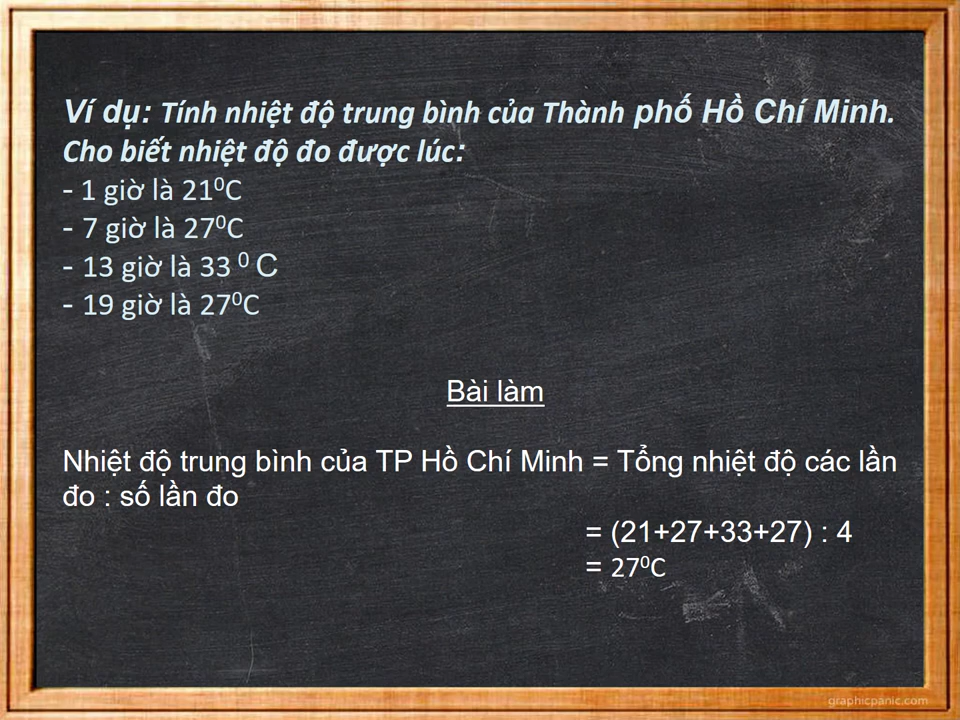 Ví dụ: Tính nhiệt độ trung bình của Thành phố Hồ Chí Minh.
Cho biết nhiệt độ đo được lúc:
- 1 giờ là 21⁰C
- 7 giờ là 27⁰C
- 13 giờ là 33 ⁰ C
- 19 giờ là 27⁰C
Bài làm
Nhiệt độ trung bình của TP Hồ Chí Minh = Tổng nhiệt độ các lần
đo : số lần đo
= (21+27+33+27) : 4
= 27⁰C
graphicpanic.com